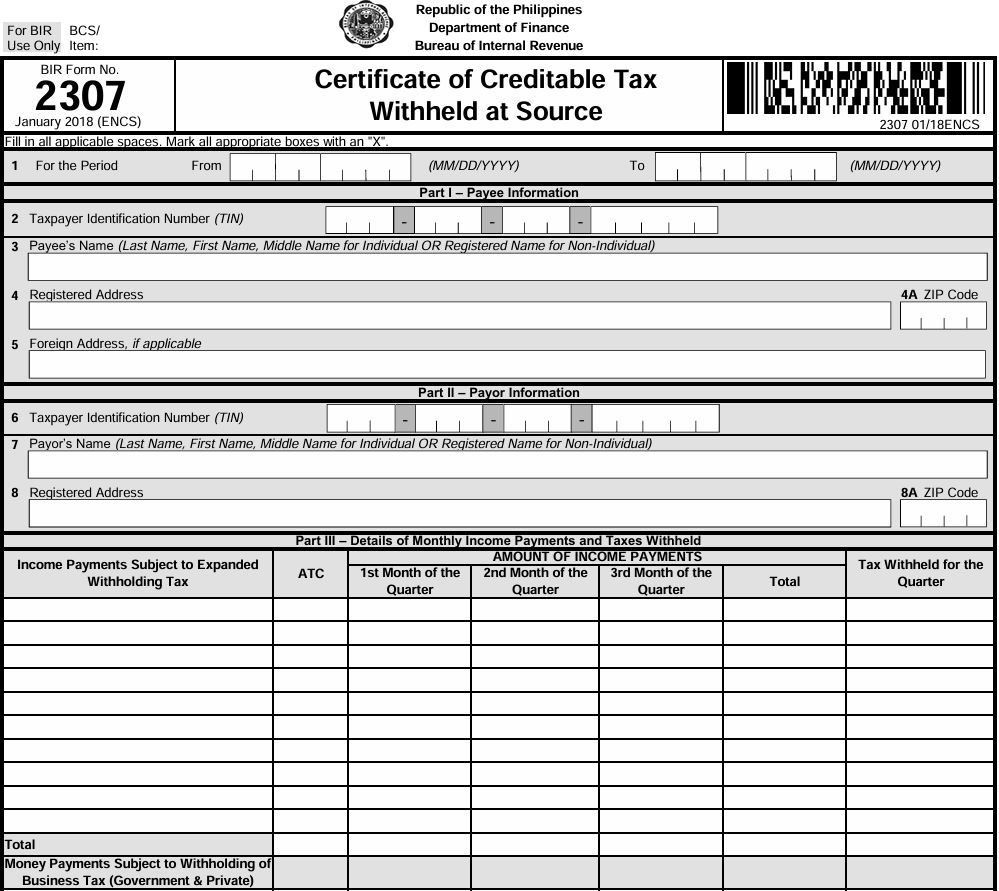 Republic of the Philippines
For BIR BCS/ Department of Finance
Use Only Item: Bureau of Internal Revenue
BIR Form No.
2307
January 2018 (ENCS)
Certificate of Creditable Tax
Withheld at Source
2307 01/18ENCS
Fill in all applicable spaces. Mark all appropriate boxes with an "X".
1 For the Period From (MM/DD/YYYY) To (MM/DD/YYYY)
Part I – Payee Information
2 Taxpayer Identification Number (TIN) - - -
3 Payee's Name (Last Name, First Name, Middle Name for Individual OR Registered Name for Non-Individual)
4 Registered Address 4A ZIP Code
5 Foreign Address, if applicable
Part II – Payor Information
6 Taxpayer Identification Number (TIN) - - -
7 Payor's Name (Last Name, First Name, Middle Name for Individual OR Registered Name for Non-Individual)
8 Registered Address 8A ZIP Code
Part III – Details of Monthly Income Payments and Taxes Withheld
Income Payments Subject to Expanded
Withholding Tax
ATC
AMOUNT OF INCOME PAYMENTS
1st Month of the
Quarter
2nd Month of the
Quarter
3rd Month of the
Quarter
Total
Tax Withheld for the
Quarter
Total
Money Payments Subject to Withholding of
Business Tax (Government & Private)